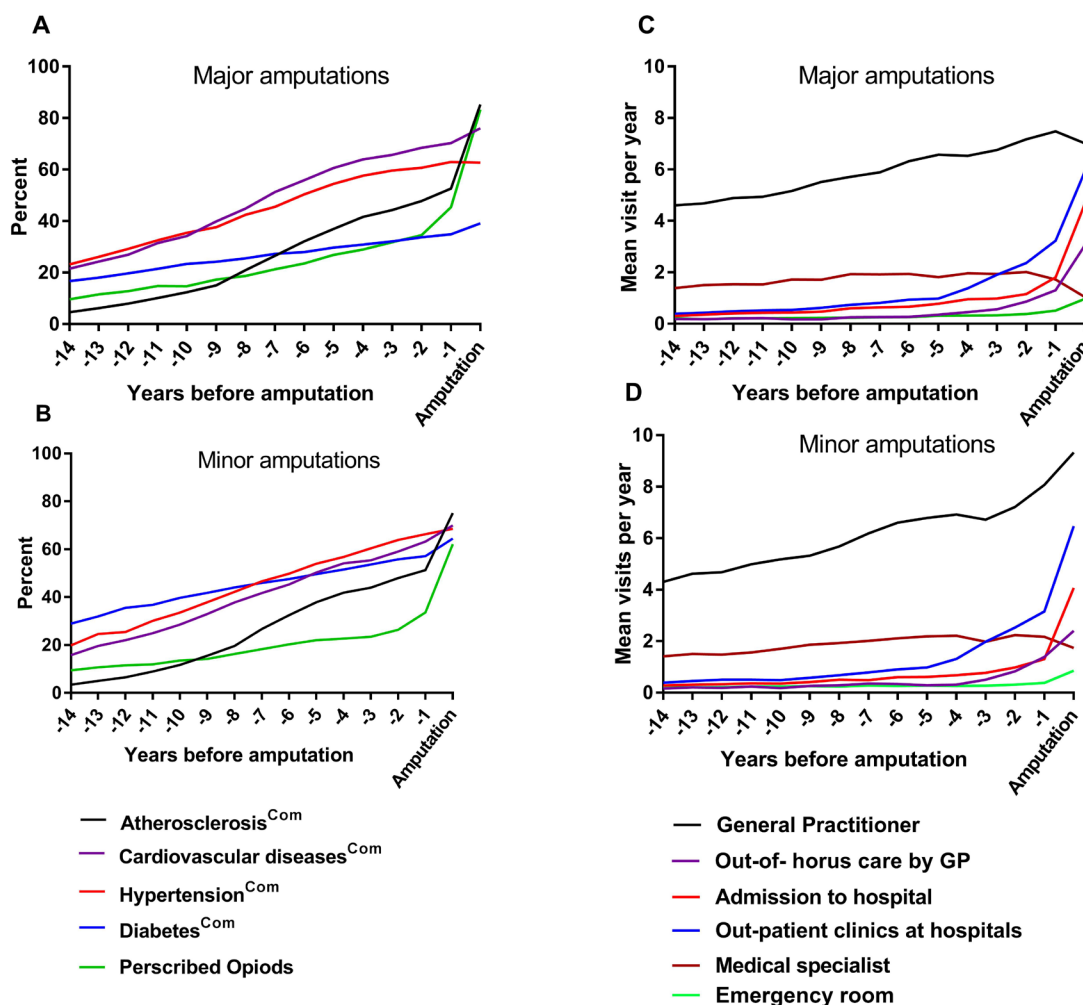 A
Major amputations
Percent
100
80
60
40
20
0
-14 -13 -12 -11 -10 -9 -8 -7 -6 -5 -4 -3 -2 -1 Amputation
Years before amputation
B
Minor amputations
Percent
100
80
60
40
20
0
-14 -13 -12 -11 -10 -9 -8 -7 -6 -5 -4 -3 -2 -1 Amputation
Years before amputation
Atherosclerosis Com
Cardiovascular diseases Com
Hypertension Com
Diabetes Com
Perscribed Opiods
C
Major amputations
Mean visit per year
10
8
6
4
2
0
-14 -13 -12 -11 -10 -9 -8 -7 -6 -5 -4 -3 -2 -1 Amputation
Years before amputation
D
Minor amputations
Mean visits per year
10
8
6
4
2
0
-14 -13 -12 -11 -10 -9 -8 -7 -6 -5 -4 -3 -2 -1 Amputation
Years before amputation
General Practitioner
Out-of- horus care by GP
Admission to hospital
Out-patient clinics at hospitals
Medical specialist
Emergency room